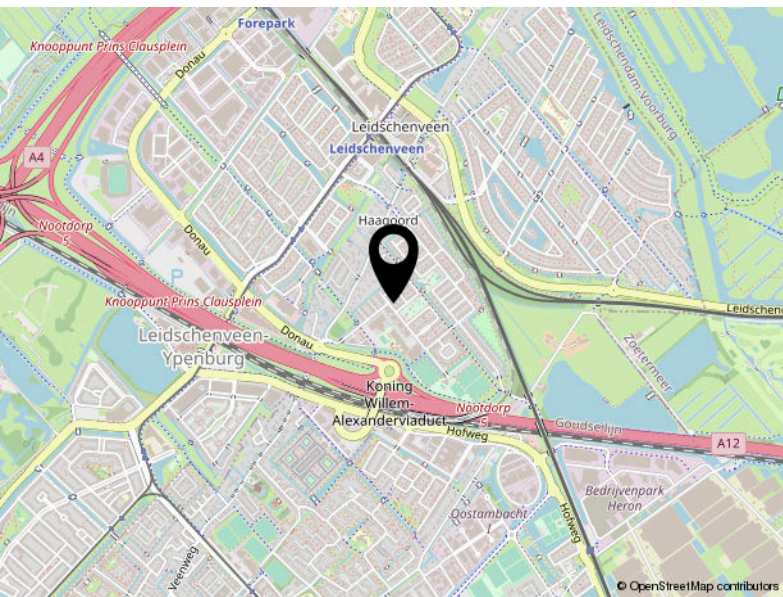 Forepark
Knooppunt Prins Clausplein
Donau
Leidschendam-Voorburg
A4
Leidschenveen
Leidschenveen
Haagoord
Nootdorp
5
Donau
P
Knooppunt Prins Clausplein
Leidschenveen-
Ypenburg
Donau
Zoetermeer
Koning
Willem-
Alexanderviaduct
Nootdorp
5
Hofweg
Goudse lijn
A12
Bedrijvenpark
Heron
Oostambacht
Hofweg
Veenweg
© OpenStreetMap contributors